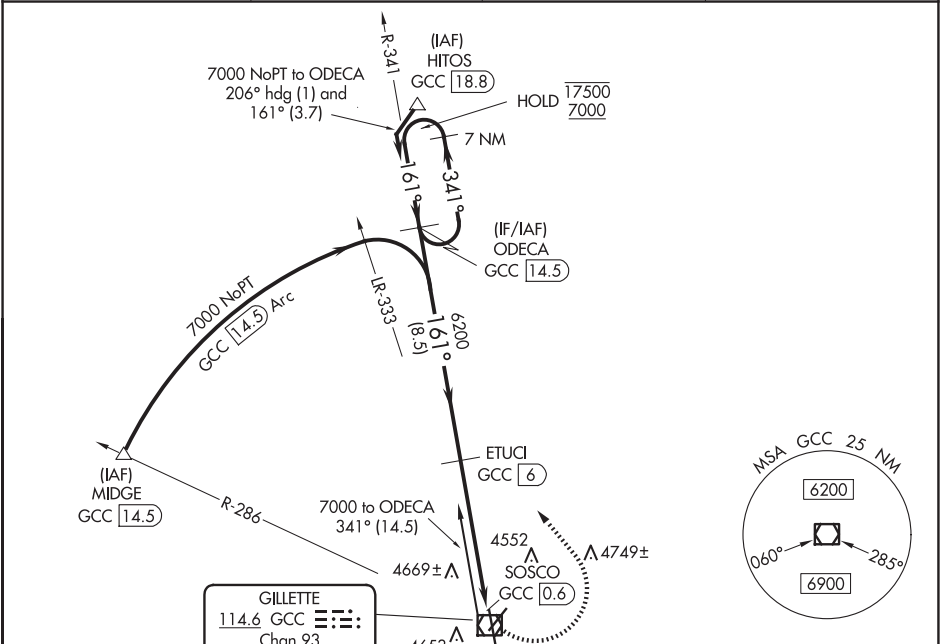 R-341
(IAF)
HITOS
GCC 18.8
7000 NoPT to ODECA
206° hdg (1) and
161° (3.7)
HOLD 17500
7000
7 NM
161°
341°
(IF/IAF)
ODECA
GCC 14.5
7000 NoPT
GCC 14.5 Arc
LR-333
6200
161°
(8.5)
ETUCI
GCC 6
(IAF)
MIDGE
GCC 14.5
R-286
7000 to ODECA
341° (14.5)
4552
4749±
4669±
SOSCO
GCC 0.6
MSA GCC 25 NM
6200
060°
285°
6900
GILLETTE
114.6 GCC
Chan 93